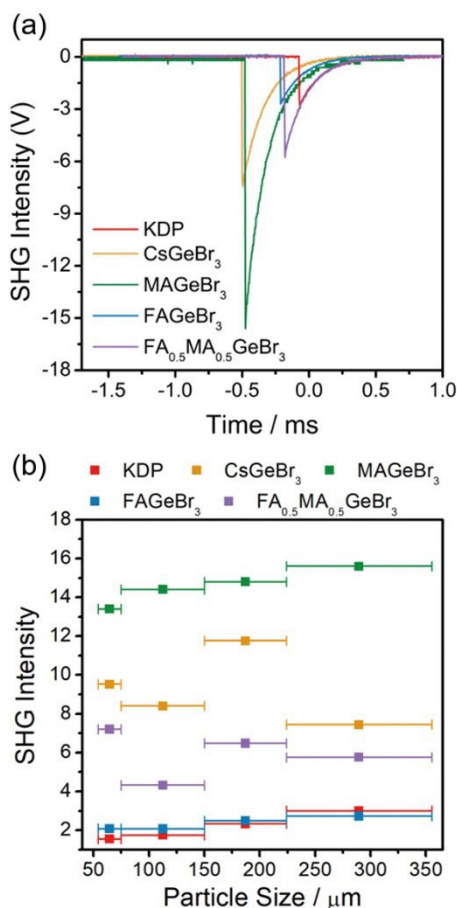 (a)
0
-3
-6
-9
-12
-15
-18
SHG Intensity (V)
KDP
CsGeBr₃
MAGeBr₃
FAGeBr₃
FA₀.₅MA₀.₅GeBr₃
-1.5 -1.0 -0.5 0.0 0.5 1.0
Time / ms
(b)
KDP CsGeBr₃ MAGeBr₃
FAGeBr₃ FA₀.₅MA₀.₅GeBr₃
18
16
14
12
10
8
6
4
2
SHG Intensity
50 100 150 200 250 300 350
Particle Size / μm